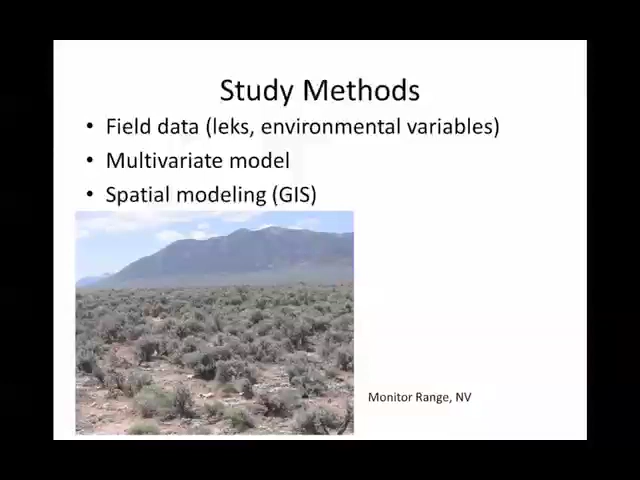 Study Methods
• Field data (leks, environmental variables)
• Multivariate model
• Spatial modeling (GIS)
Monitor Range, NV